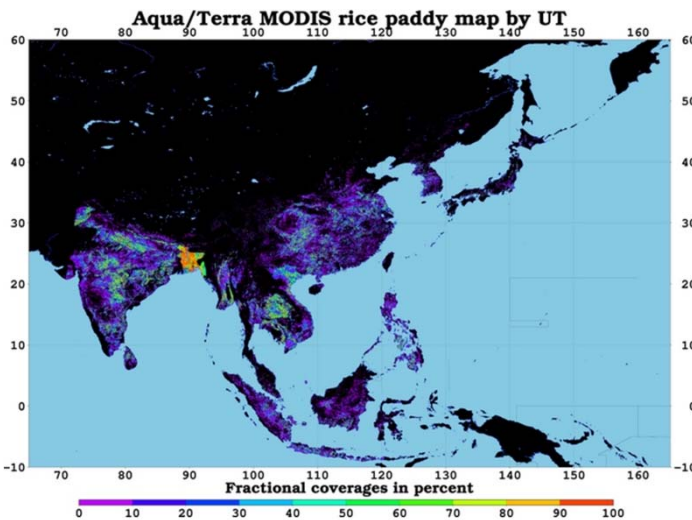 Aqua/Terra MODIS rice paddy map by UT
70 80 90 100 110 120 130 140 150 160
60 60
50 50
40 40
30 30
20 20
10 10
0 0
-10 -10
70 80 90 100 110 120 130 140 150 160
Fractional coverages in percent
0 10 20 30 40 50 60 70 80 90 100